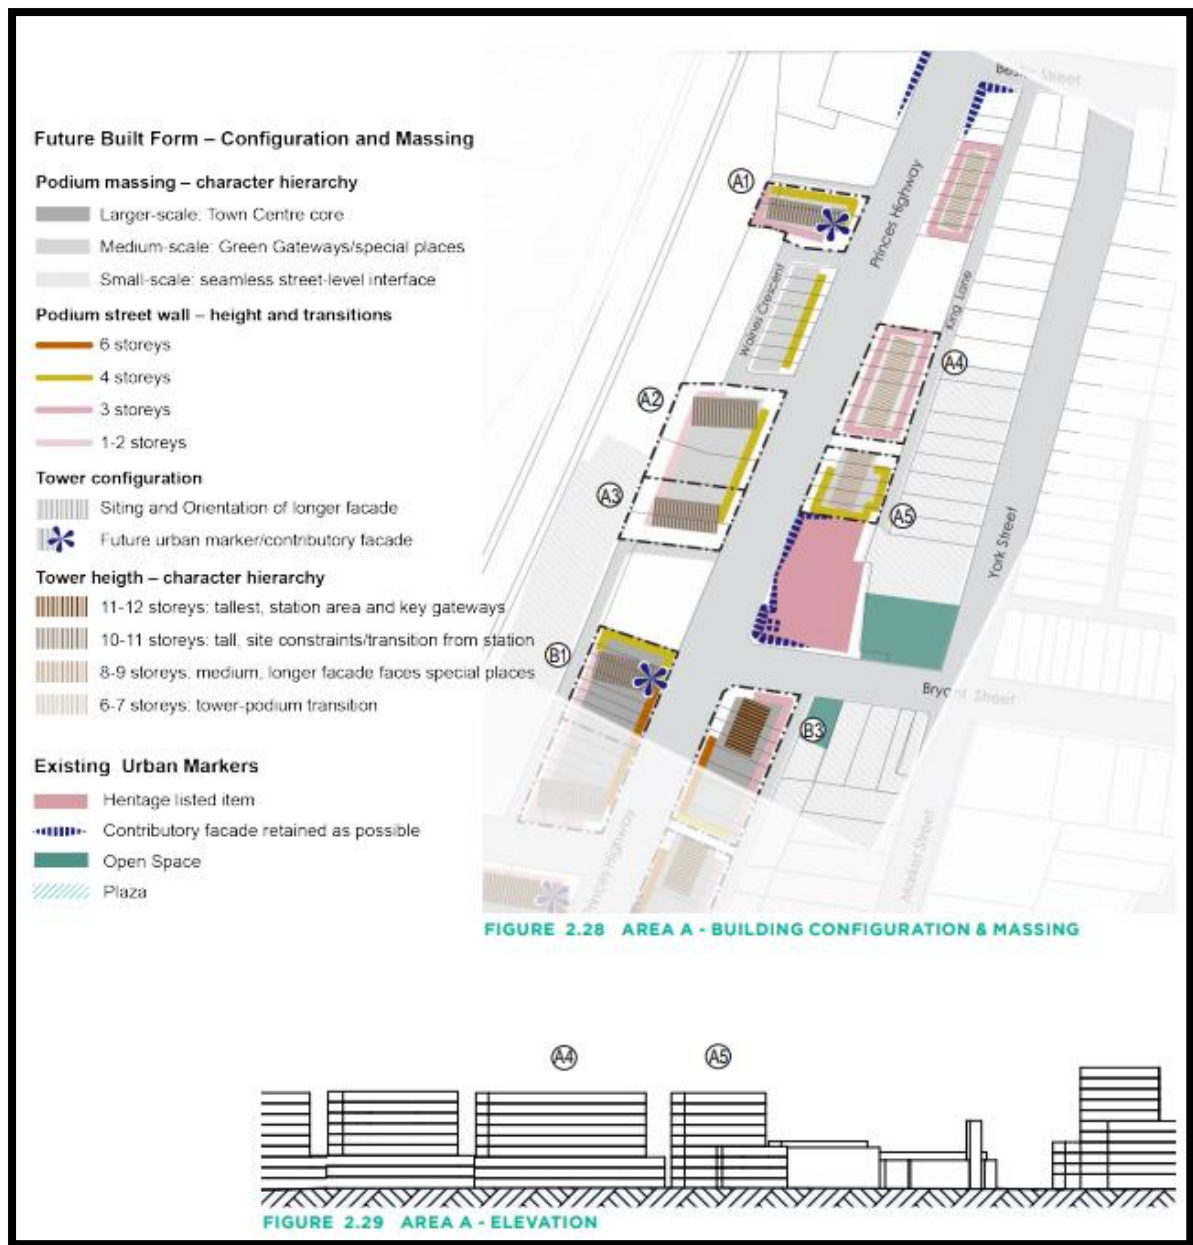 Future Built Form – Configuration and Massing
Podium massing – character hierarchy
Larger-scale: Town Centre core
Medium-scale: Green Gateways/special places
Small-scale: seamless street-level interface
Podium street wall – height and transitions
6 storeys
4 storeys
3 storeys
1-2 storeys
Tower configuration
Siting and Orientation of longer facade
Future urban marker/contributory facade
Tower heigth – character hierarchy
11-12 storeys: tallest, station area and key gateways
10-11 storeys: tall, site constraints/transition from station
8-9 storeys: medium, longer facade faces special places
6-7 storeys: tower-podium transition
Existing Urban Markers
Heritage listed item
Contributory facade retained as possible
Open Space
Plaza
Street
A1
Princes Highway
King Lane
A4
A2
A3
A5
York Street
B1
Bryant Street
B3
Princes Highway
Market Street
FIGURE 2.28 AREA A - BUILDING CONFIGURATION & MASSING
A4
A5
FIGURE 2.29 AREA A - ELEVATION